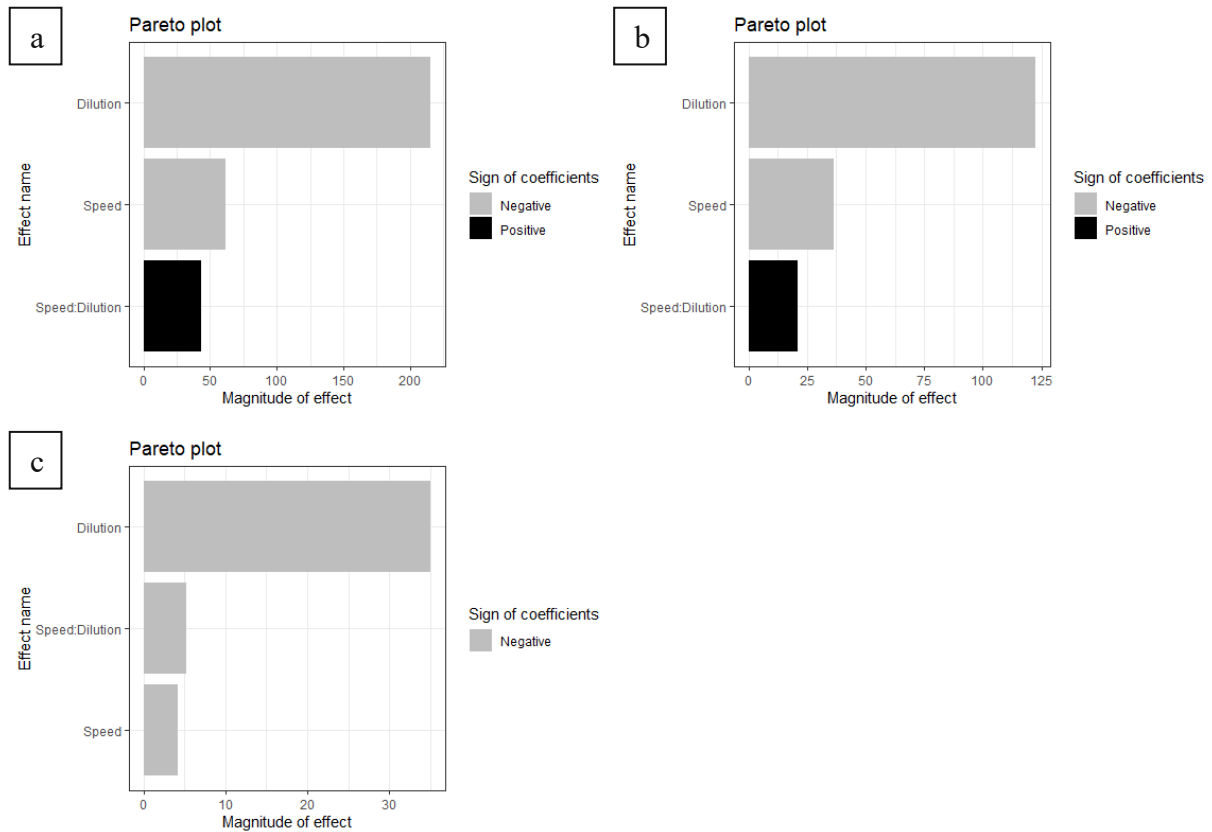 a
Pareto plot
Effect name
Dilution
Speed
Speed:Dilution
0 50 100 150 200
Magnitude of effect
Sign of coefficients
Negative
Positive
b
Pareto plot
Effect name
Dilution
Speed
Speed:Dilution
0 25 50 75 100 125
Magnitude of effect
Sign of coefficients
Negative
Positive
c
Pareto plot
Effect name
Dilution
Speed:Dilution
Speed
0 10 20 30
Magnitude of effect
Sign of coefficients
Negative